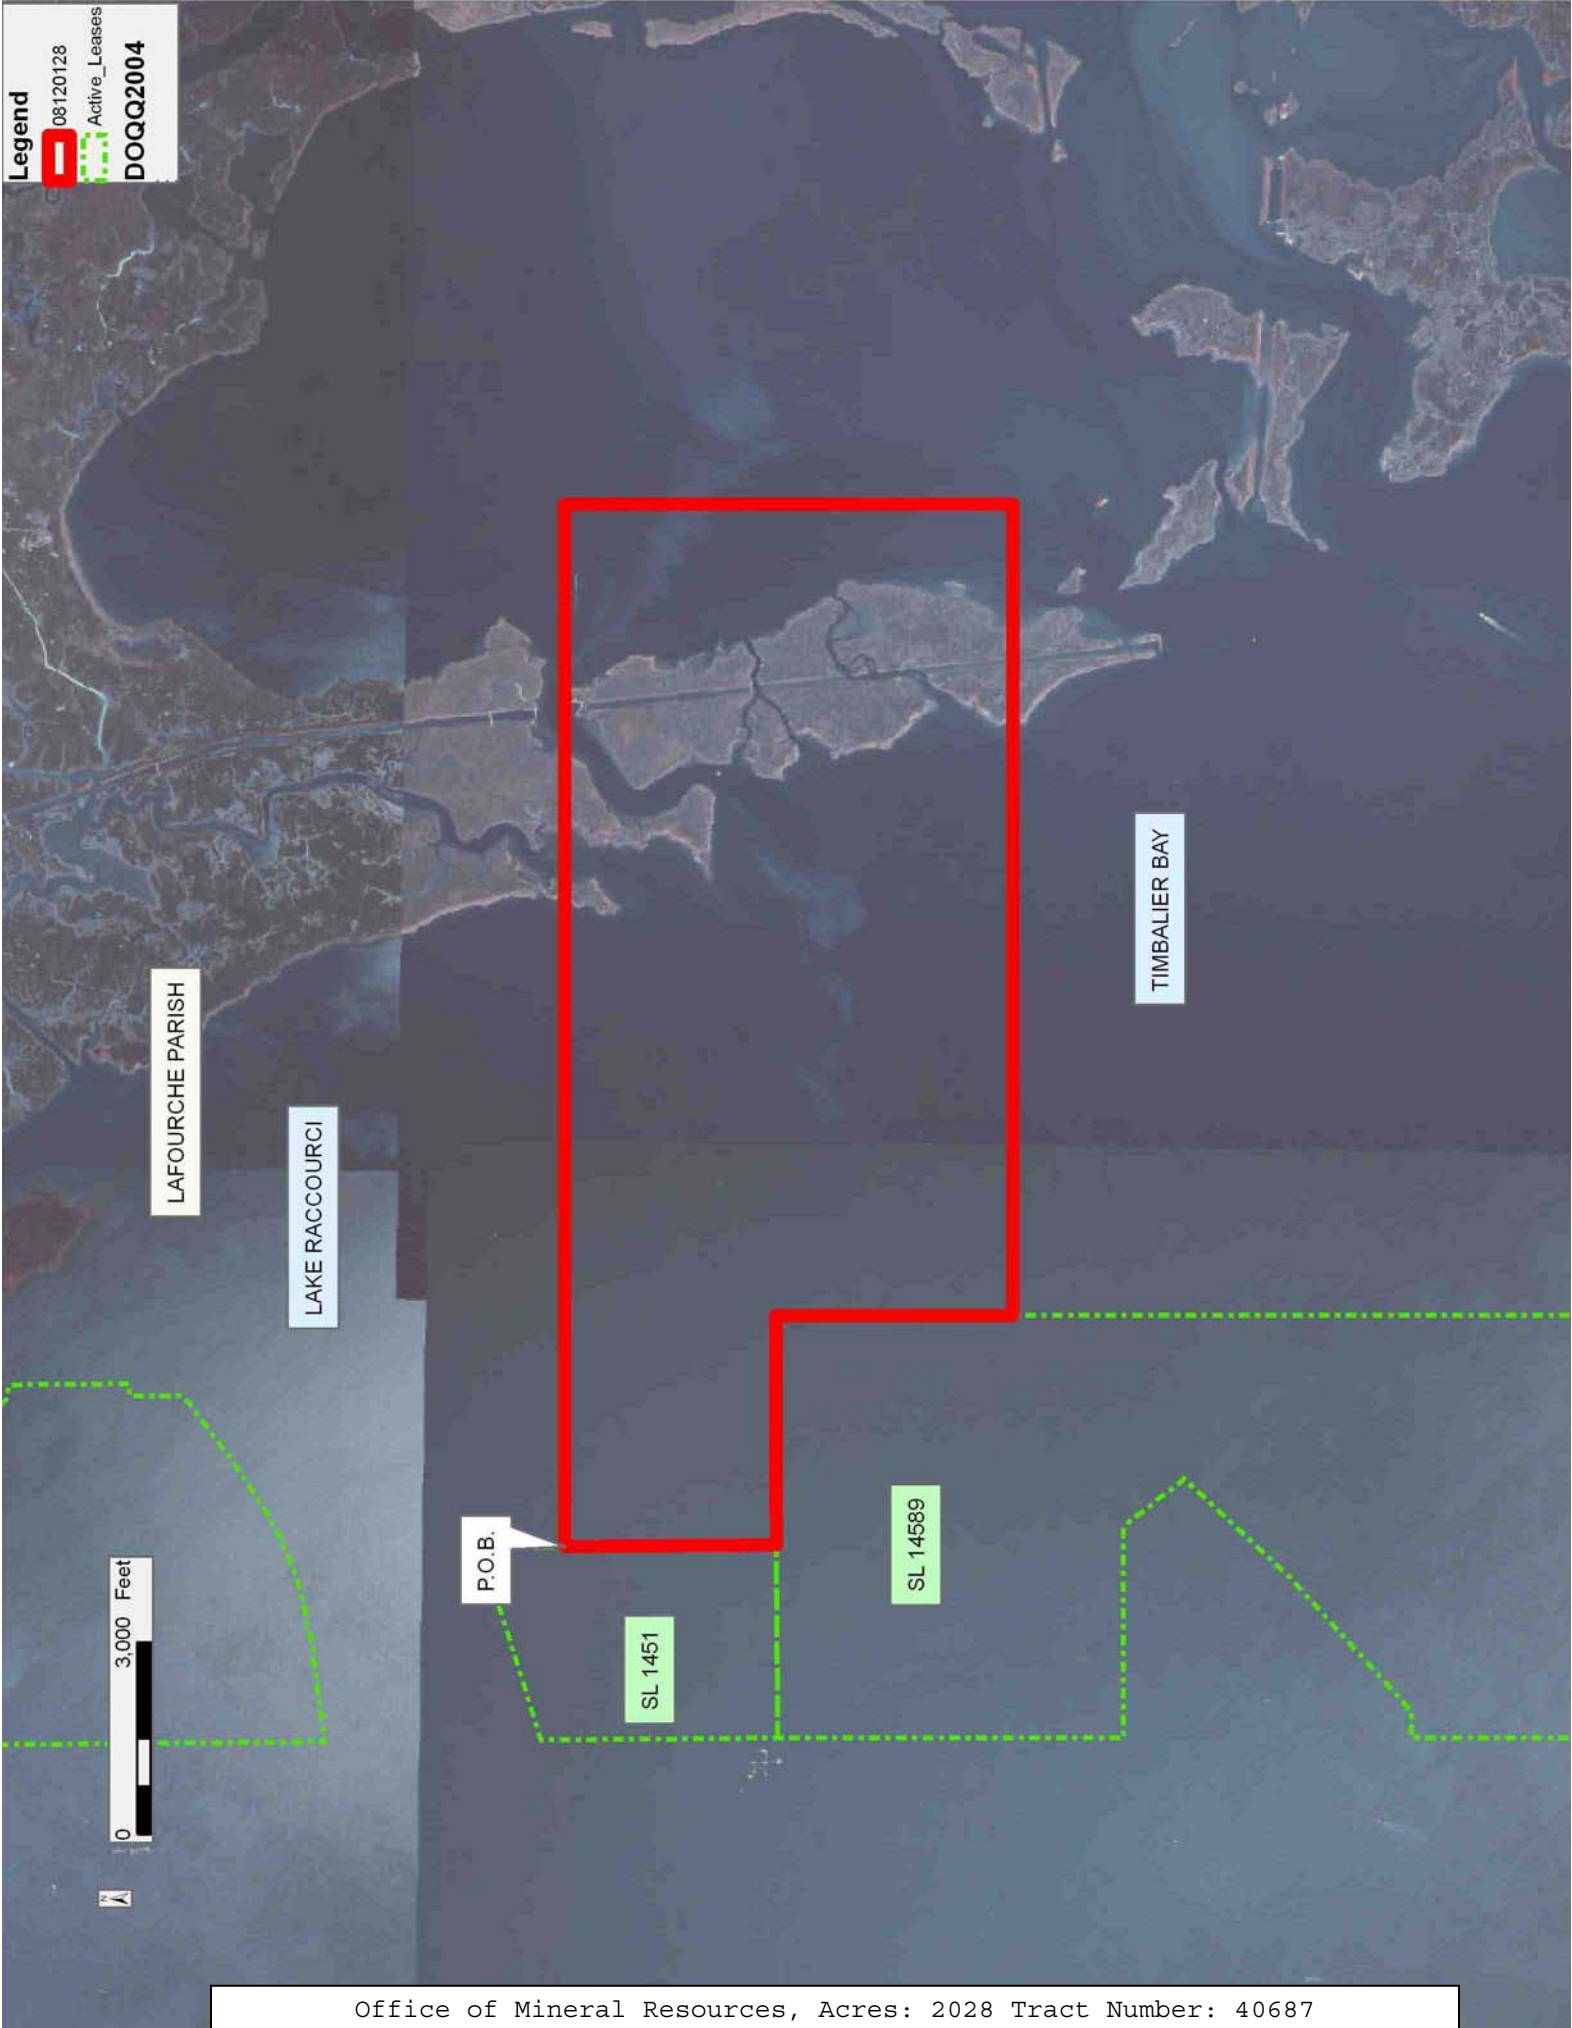 Legend
08120128
Active_Leases
DOQQ2004
N
0 3,000 Feet
LAFOURCHE PARISH
LAKE RACCOURCI
P.O.B.
SL 1451
SL 14589
TIMBALIER BAY
Office of Mineral Resources, Acres: 2028 Tract Number: 40687